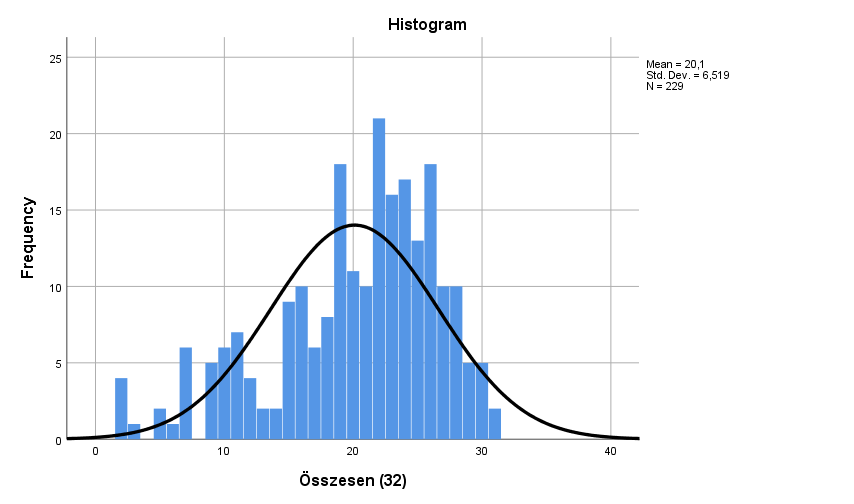 Histogram
Mean = 20,1
Std. Dev. = 6,519
N = 229
Frequency
25
20
15
10
5
0
0 10 20 30 40
Összesen (32)